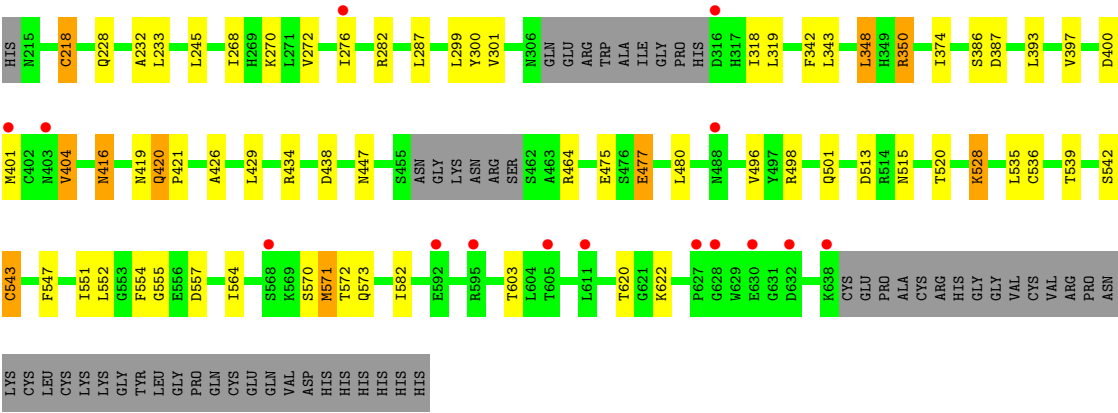 HIS N215 C218 Q228 A232 L233 L245 I268 H269 K270 L271 V272 I276 R282 L287 L299 Y300 V301 N306 GLN GLU ARG TRP ALA ILE GLY PRO HIS D316 H317 I318 L319 F342 L343 L348 H349 R350 I374 S386 D387 L393 V397 D400
M401 C402 N403 V404 N416 N419 Q420 P421 A426 L429 R434 D438 N447 S455 ASN GLY LYS ASN ARG SER S462 A463 R464 E475 S476 E477 L480 N488 V496 Y497 R498 Q501 D513 R514 N515 T520 K528 L535 C536 T539 S542
C543 F547 I551 L552 G553 F554 G555 E556 D557 I564 S568 K569 S570 M571 T572 Q573 I582 E592 R595 T603 L604 T605 L611 T620 G621 K622 P627 G628 W629 E630 G631 D632 K638 CYS GLU PRO ALA CYS ARG HIS GLY GLY VAL CYS VAL ARG PRO ASN
LYS CYS LEU CYS LYS LYS GLY TYR LEU GLY PRO GLN CYS GLU GLN VAL ASP HIS HIS HIS HIS HIS HIS